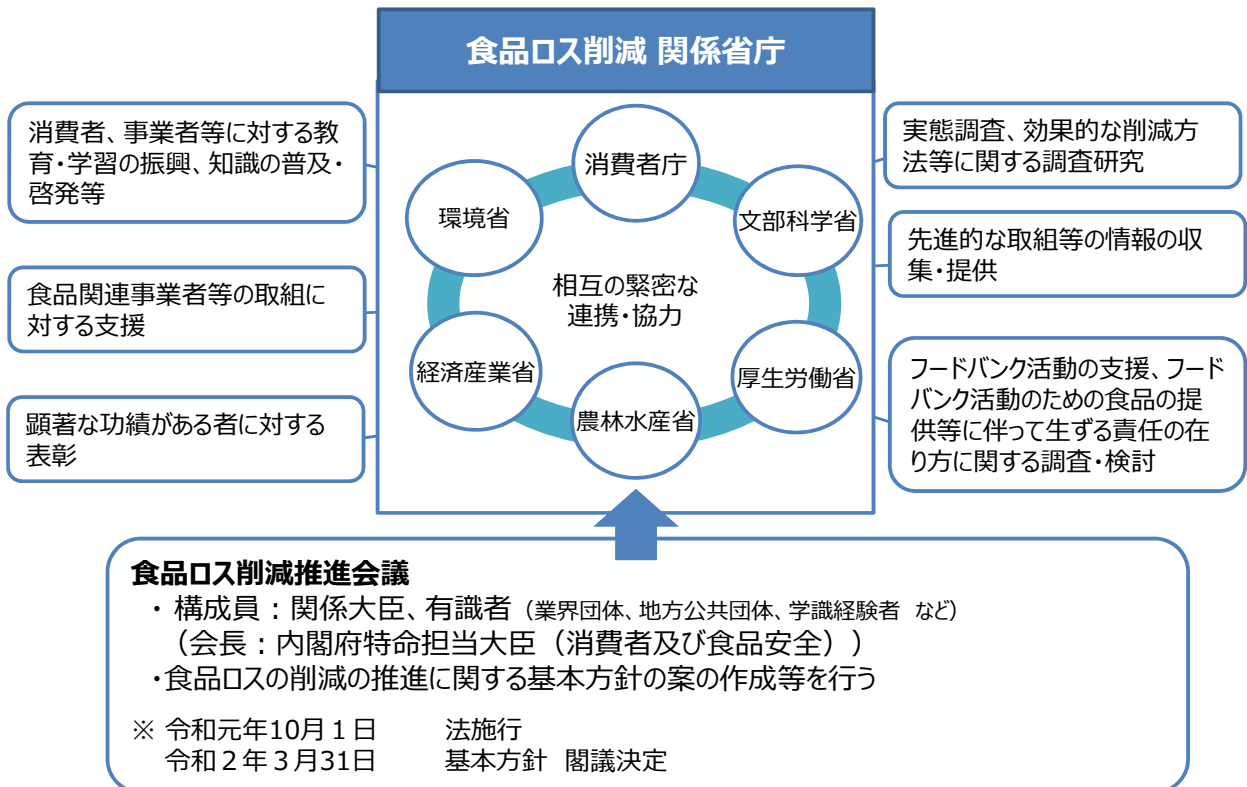 食品ロス削減 関係省庁
消費者、事業者等に対する教
育・学習の振興、知識の普及・
啓発等
食品関連事業者等の取組に
対する支援
顕著な功績がある者に対する
表彰
消費者庁
環境省
文部科学省
相互の緊密な
連携・協力
経済産業省
厚生労働省
農林水産省
実態調査、効果的な削減方
法等に関する調査研究
先進的な取組等の情報の収
集・提供
フードバンク活動の支援、フード
バンク活動のための食品の提
供等に伴って生ずる責任の在
り方に関する調査・検討
食品ロス削減推進会議
・ 構成員：関係大臣、有識者（業界団体、地方公共団体、学識経験者 など）
（会長：内閣府特命担当大臣（消費者及び食品安全））
・食品ロスの削減の推進に関する基本方針の案の作成等を行う
※ 令和元年10月１日 法施行
令和２年３月31日 基本方針 閣議決定